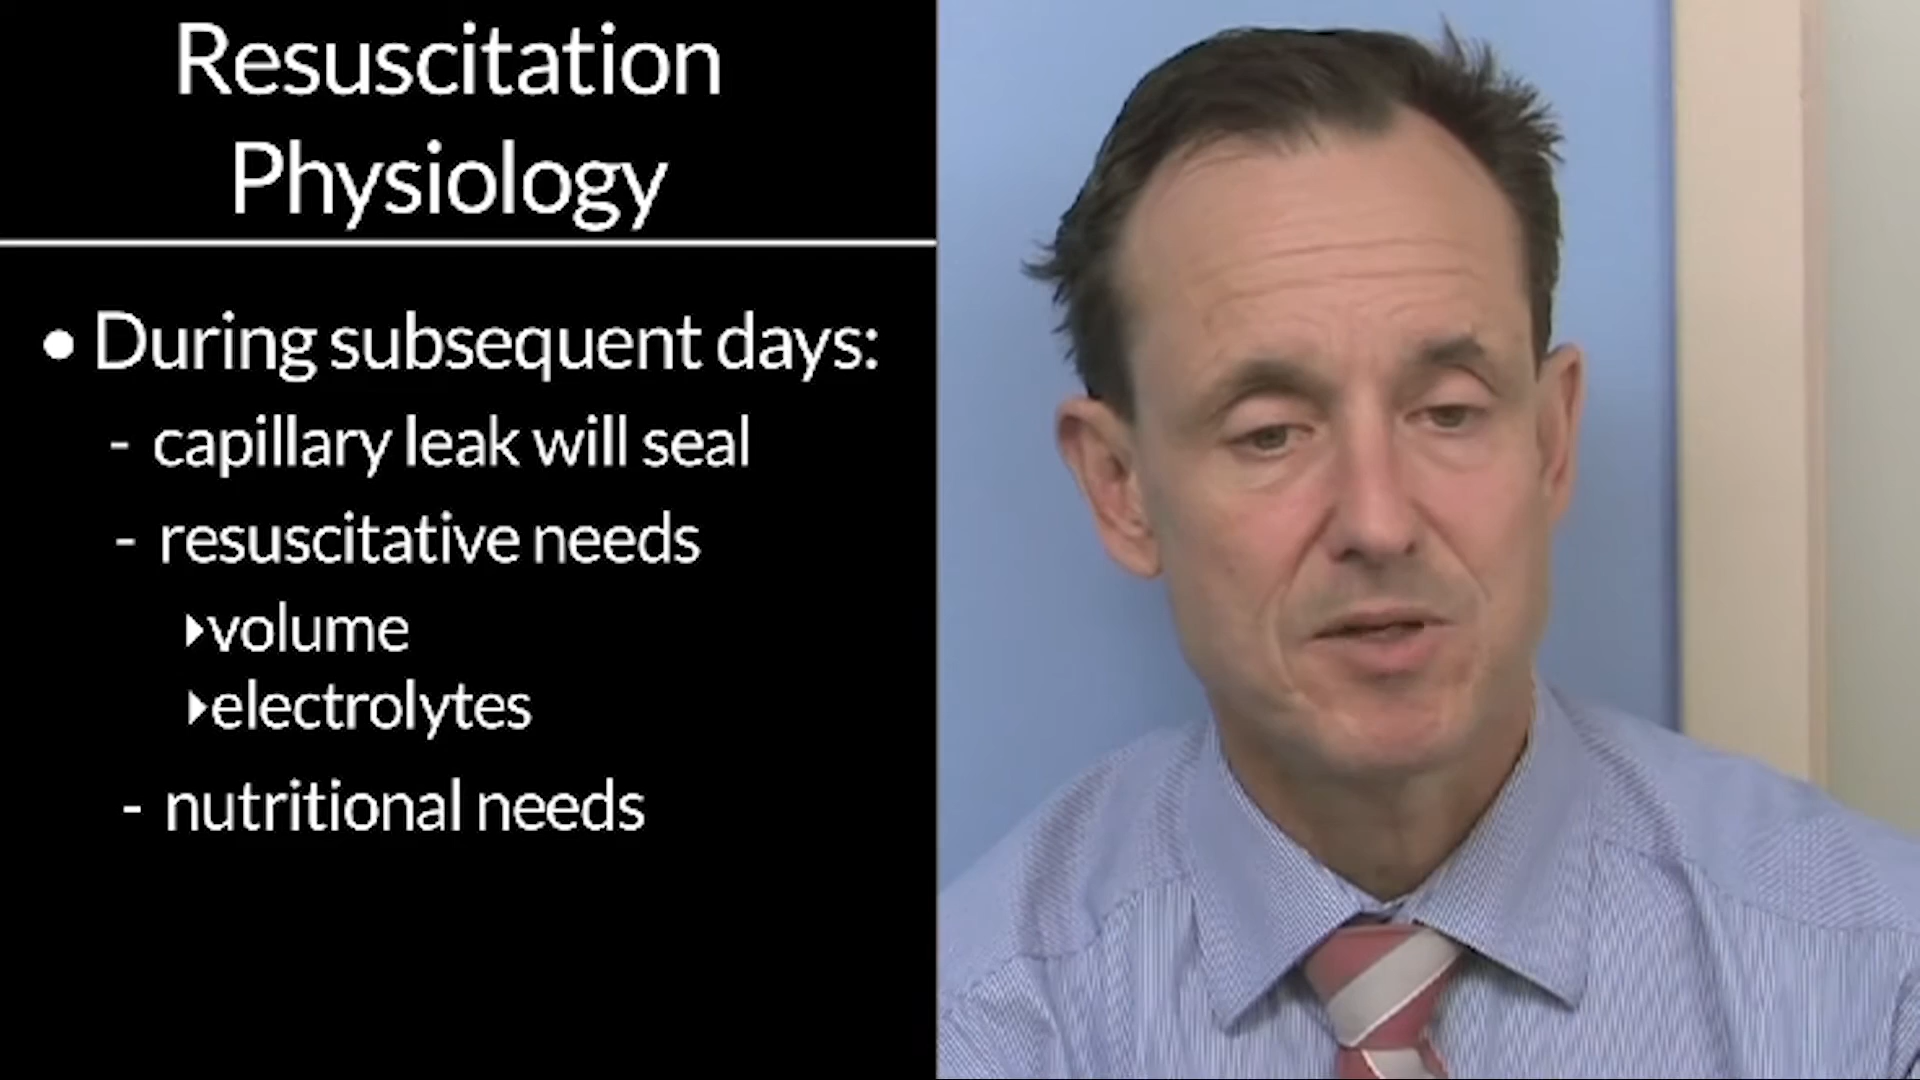 Resuscitation
Physiology
• During subsequent days:
- capillary leak will seal
- resuscitative needs
▸volume
▸electrolytes
- nutritional needs